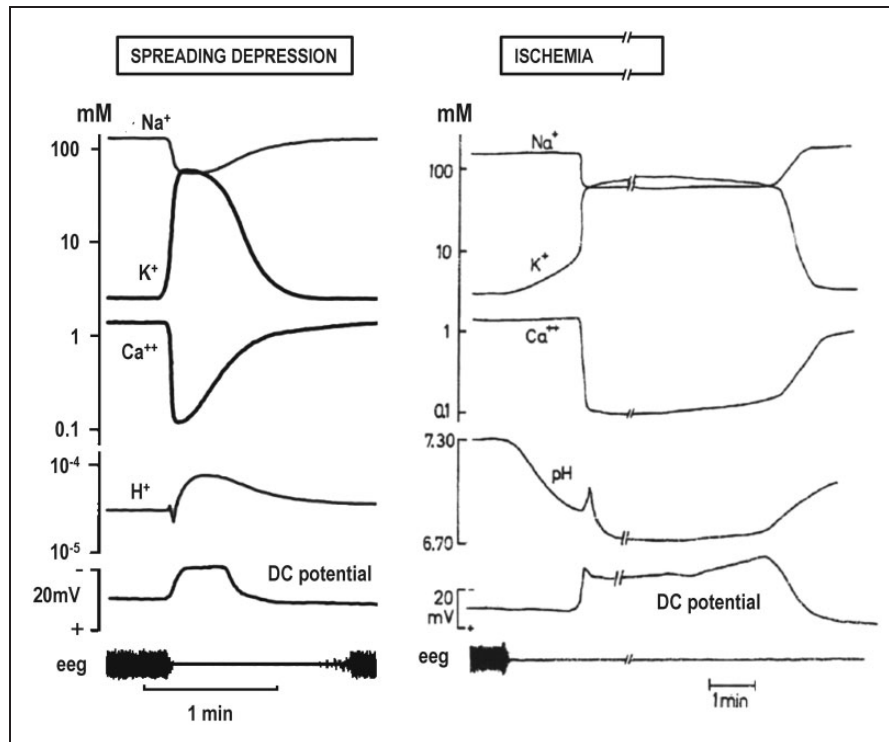 SPREADING DEPRESSION
mM
Na⁺
100
10
K⁺
1
Ca⁺⁺
0.1
10⁻⁴
H⁺
10⁻⁵
-
20mV
+
DC potential
eeg
1 min
ISCHEMIA
mM
Na⁺
100
10
K⁺
1
Ca⁺⁺
0.1
7.30
pH
6.70
-
20
mV
+
DC potential
eeg
1 min